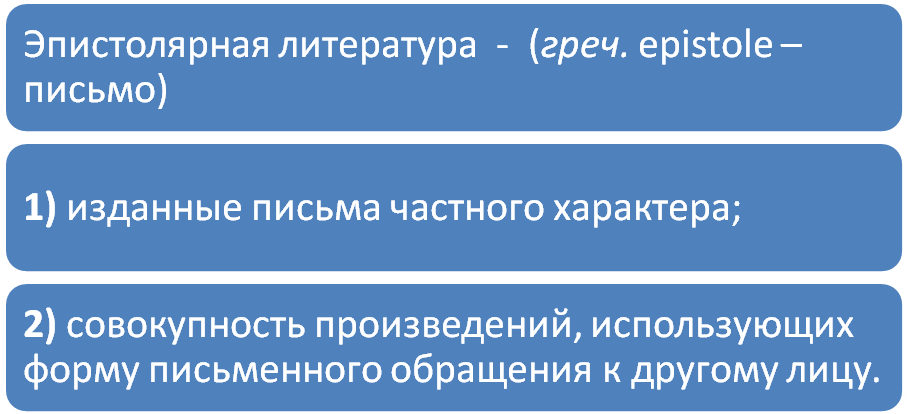 Эпистолярная литература - (греч. epistole –
письмо)
1) изданные письма частного характера;
2) совокупность произведений, использующих
форму письменного обращения к другому лицу.